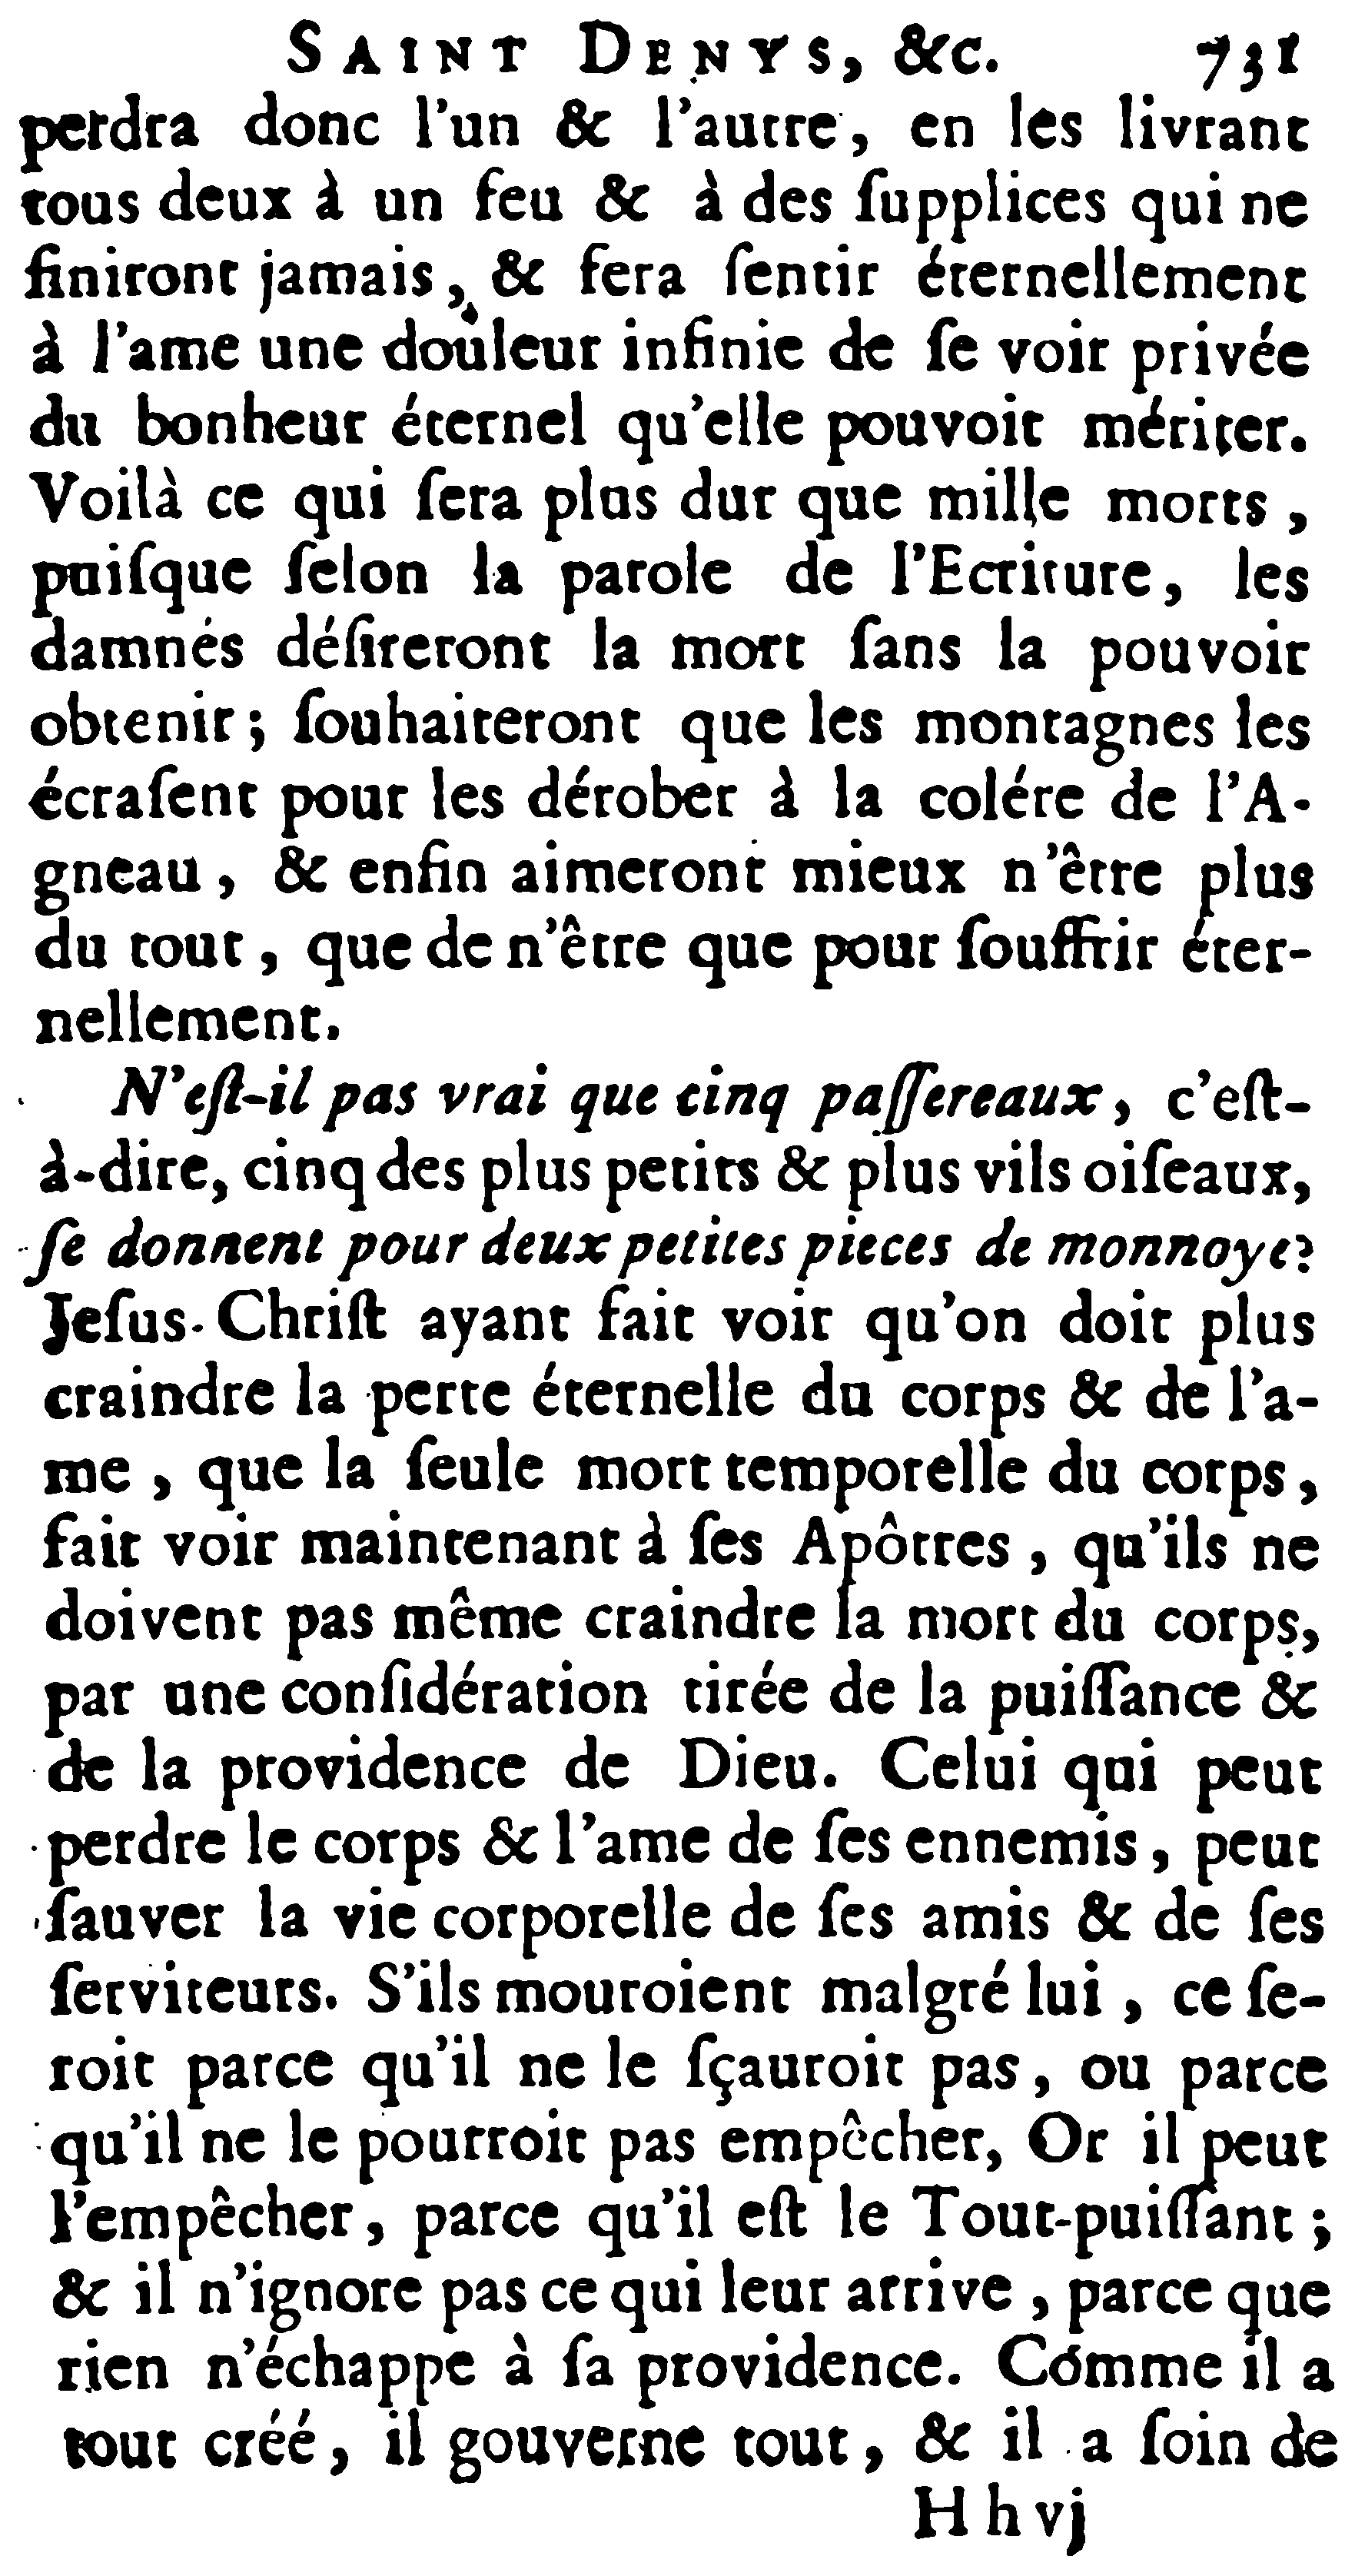 SAINT DENYS, &c. 731
perdra donc l'un & l'autre, en les livrant
tous deux à un feu & à des ſupplices qui ne
finiront jamais, & fera ſentir éternellement
à l'ame une douleur infinie de ſe voir privée
du bonheur éternel qu'elle pouvoit mériter.
Voilà ce qui ſera plus dur que mille morts,
puiſque ſelon la parole de l'Ecriture, les
damnés déſireront la mort ſans la pouvoir
obtenir; ſouhaiteront que les montagnes les
écraſent pour les dérober à la colére de l'A-
gneau, & enfin aimeront mieux n'être plus
du tout, que de n'être que pour ſouffrir éter-
nellement.
N'eſt-il pas vrai que cinq paſſereaux, c'eſt-
à-dire, cinq des plus petits & plus vils oiſeaux,
ſe donnent pour deux petites pieces de monnoye?
Jeſus-Chriſt ayant fait voir qu'on doit plus
craindre la perte éternelle du corps & de l'a-
me, que la ſeule mort temporelle du corps,
fait voir maintenant à ſes Apôtres, qu'ils ne
doivent pas même craindre la mort du corps,
par une conſidération tirée de la puiſſance &
de la providence de Dieu. Celui qui peut
perdre le corps & l'ame de ſes ennemis, peut
ſauver la vie corporelle de ſes amis & de ſes
ſerviteurs. S'ils mouroient malgré lui, ce ſe-
roit parce qu'il ne le ſçauroit pas, ou parce
qu'il ne le pourroit pas empêcher, Or il peut
l'empêcher, parce qu'il eſt le Tout-puiſſant;
& il n'ignore pas ce qui leur arrive, parce que
rien n'échappe à ſa providence. Comme il a
tout créé, il gouverne tout, & il a ſoin de
Hhvj